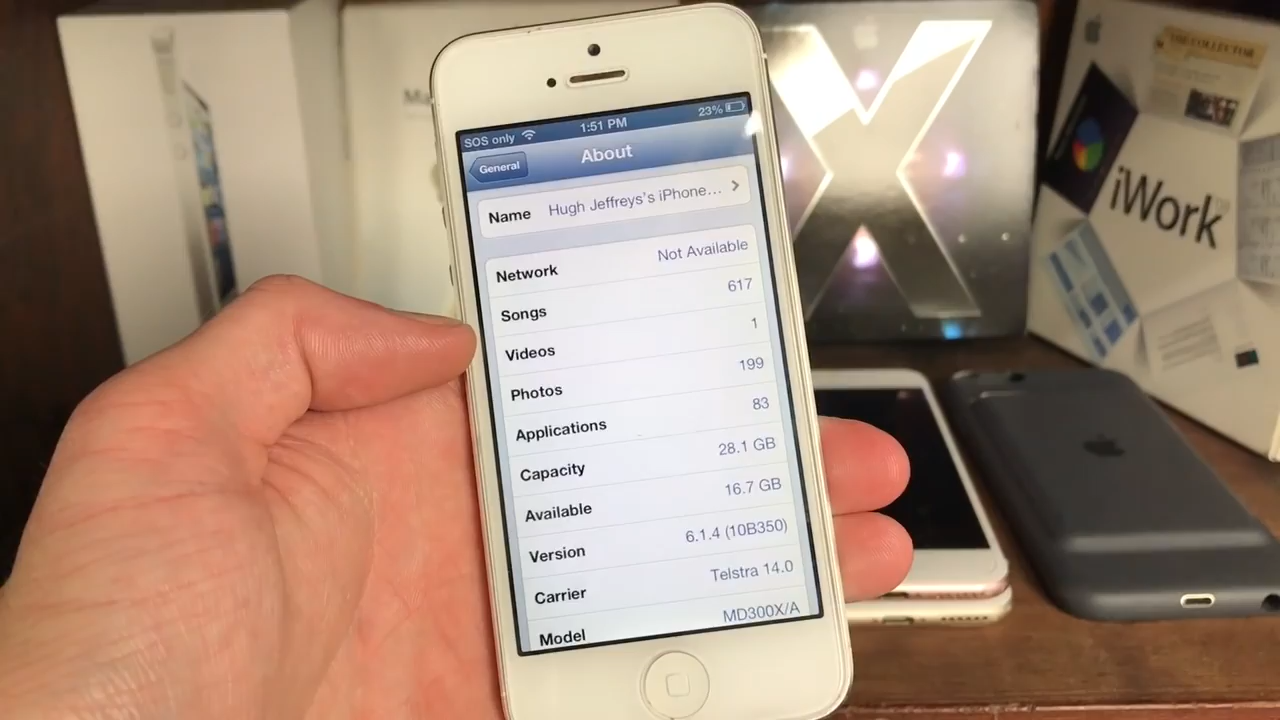 SOS only 1:51 PM 23%
General About
Name Hugh Jeffreys's iPhone...
Network Not Available
Songs 617
Videos 1
Photos 199
Applications 83
Capacity 28.1 GB
Available 16.7 GB
Version 6.1.4 (10B350)
Carrier Telstra 14.0
Model MD300X/A
X
THE COLLECTOR
iWork